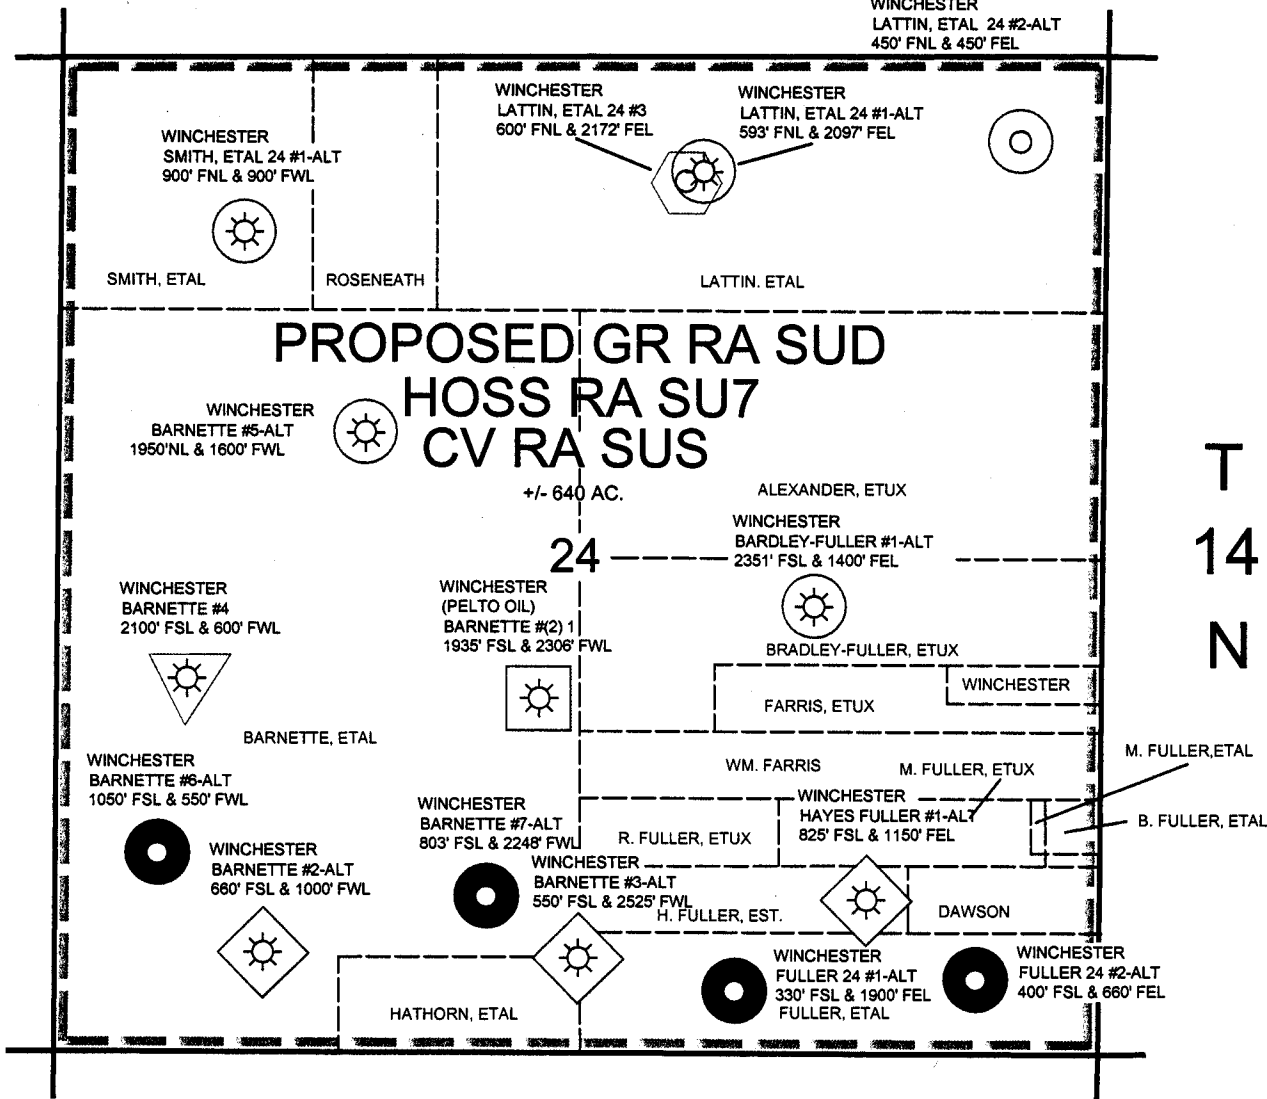 WINCHESTER
LATTIN, ETAL 24 #2-ALT
450' FNL & 450' FEL
WINCHESTER
LATTIN, ETAL 24 #3
600' FNL & 2172' FEL
WINCHESTER
LATTIN, ETAL 24 #1-ALT
593' FNL & 2097' FEL
WINCHESTER
SMITH, ETAL 24 #1-ALT
900' FNL & 900' FWL
SMITH, ETAL
ROSENEATH
LATTIN. ETAL
PROPOSED GR RA SUD
HOSS RA SU7
CV RA SUS
+/- 640 AC.
24
WINCHESTER
BARNETTE #5-ALT
1950'NL & 1600' FWL
ALEXANDER, ETUX
WINCHESTER
BARDLEY-FULLER #1-ALT
2351' FSL & 1400' FEL
T
14
N
WINCHESTER
BARNETTE #4
2100' FSL & 600' FWL
WINCHESTER
(PELTO OIL)
BARNETTE #(2) 1
1935' FSL & 2306' FWL
BRADLEY-FULLER, ETUX
WINCHESTER
FARRIS, ETUX
BARNETTE, ETAL
WM. FARRIS
M. FULLER, ETUX
M. FULLER,ETAL
B. FULLER, ETAL
WINCHESTER
BARNETTE #6-ALT
1050' FSL & 550' FWL
WINCHESTER
BARNETTE #7-ALT
803' FSL & 2248' FWL
R. FULLER, ETUX
WINCHESTER
HAYES FULLER #1-ALT
825' FSL & 1150' FEL
WINCHESTER
BARNETTE #2-ALT
660' FSL & 1000' FWL
WINCHESTER
BARNETTE #3-ALT
550' FSL & 2525' FWL
H. FULLER, EST.
DAWSON
WINCHESTER
FULLER 24 #1-ALT
330' FSL & 1900' FEL
FULLER, ETAL
WINCHESTER
FULLER 24 #2-ALT
400' FSL & 660' FEL
HATHORN, ETAL